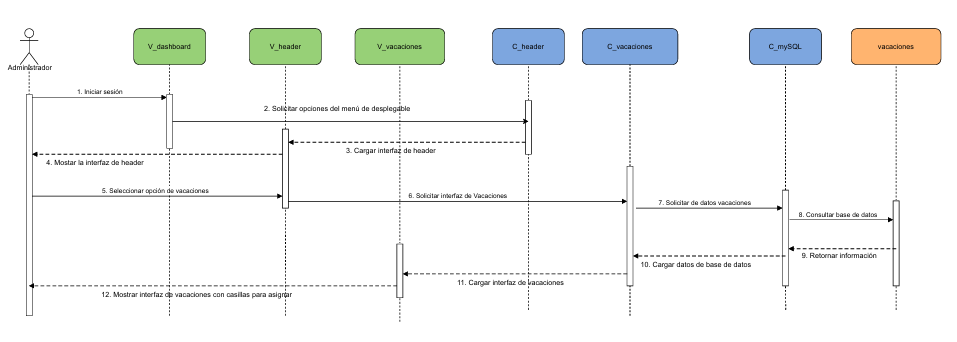 V_dashboard
V_header
V_vacaciones
C_header
C_vacaciones
C_mySQL
vacaciones
Administrador
1. Iniciar sesión
2. Solicitar opciones del menú de desplegable
3. Cargar interfaz de header
4. Mostar la interfaz de header
5. Seleccionar opción de vacaciones
6. Solicitar interfaz de Vacaciones
7. Solicitar de datos vacaciones
8. Consultar base de datos
9. Retornar información
10. Cargar datos de base de datos
11. Cargar interfaz de vacaciones
12. Mostrar interfaz de vacaciones con casillas para asignar